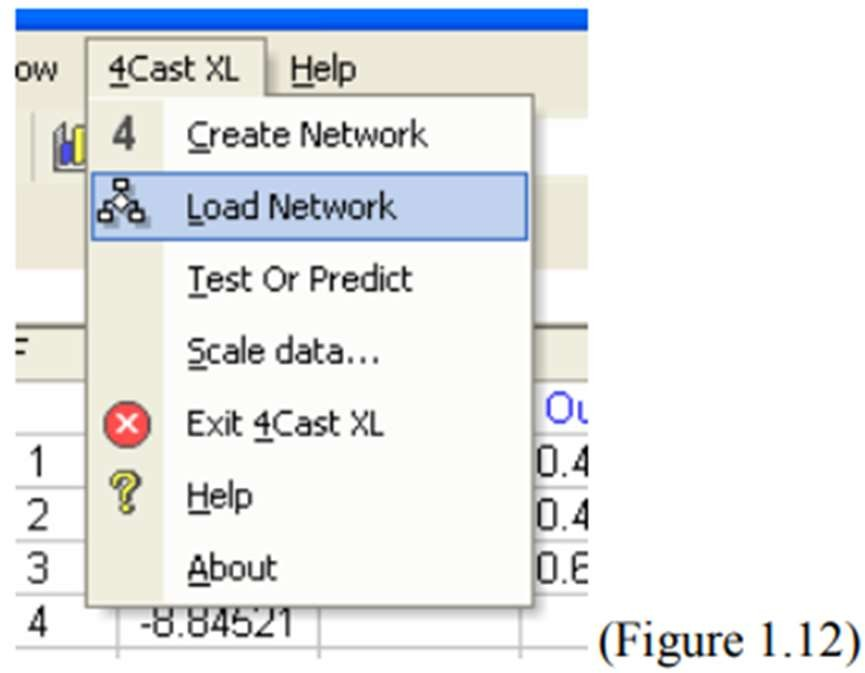 4Cast XL Help
4 Create Network
Load Network
Test Or Predict
Scale data...
Exit 4Cast XL
? Help
About
1
2
3
4 -8.84521
(Figure 1.12)